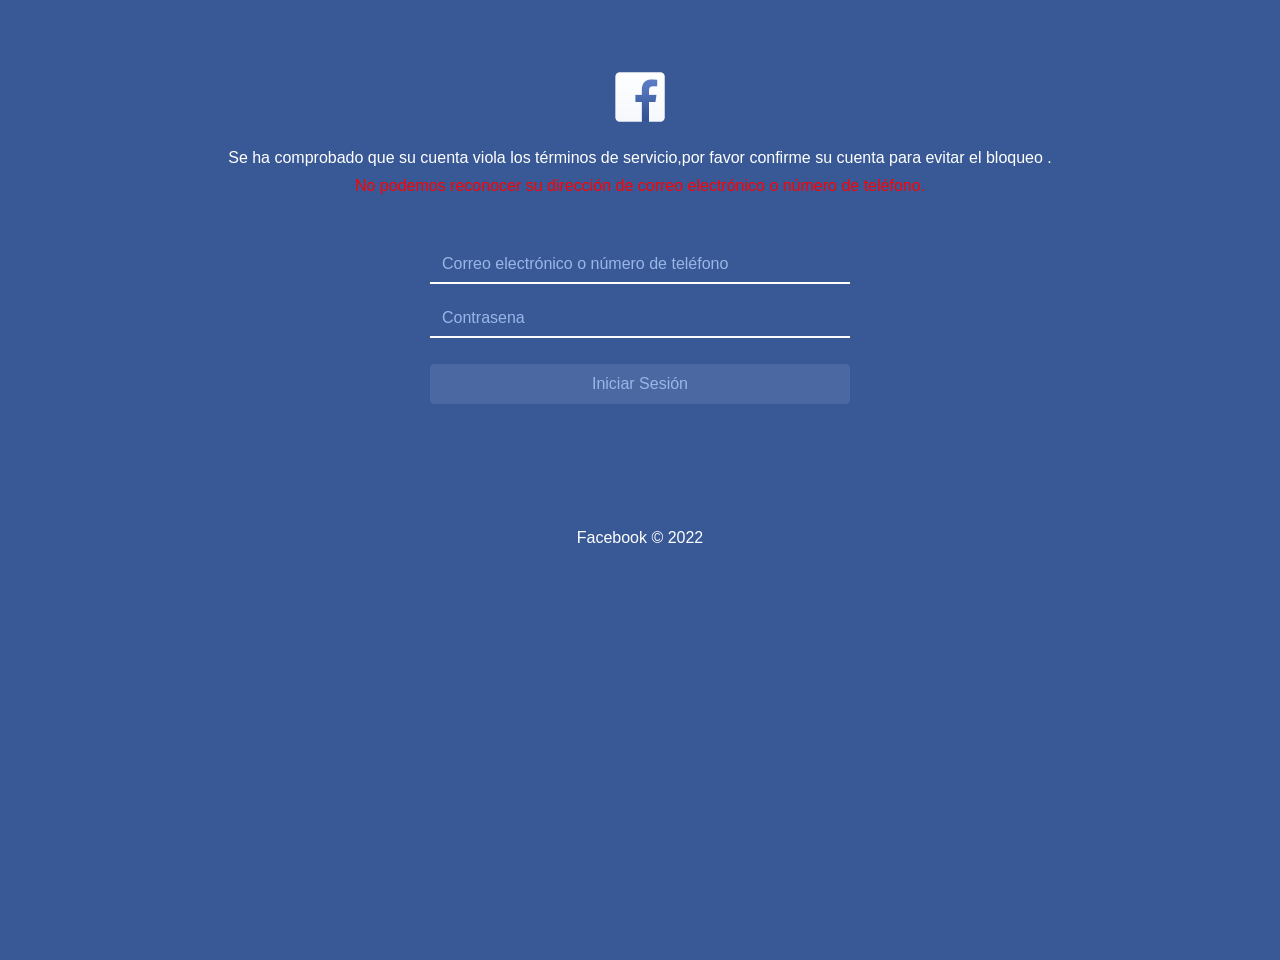 Se ha comprobado que su cuenta viola los términos de servicio,por favor confirme su cuenta para evitar el bloqueo .
No podemos reconocer su dirección de correo electrónico o número de teléfono.
Correo electrónico o número de teléfono
Contrasena
Iniciar Sesión
Facebook © 2022